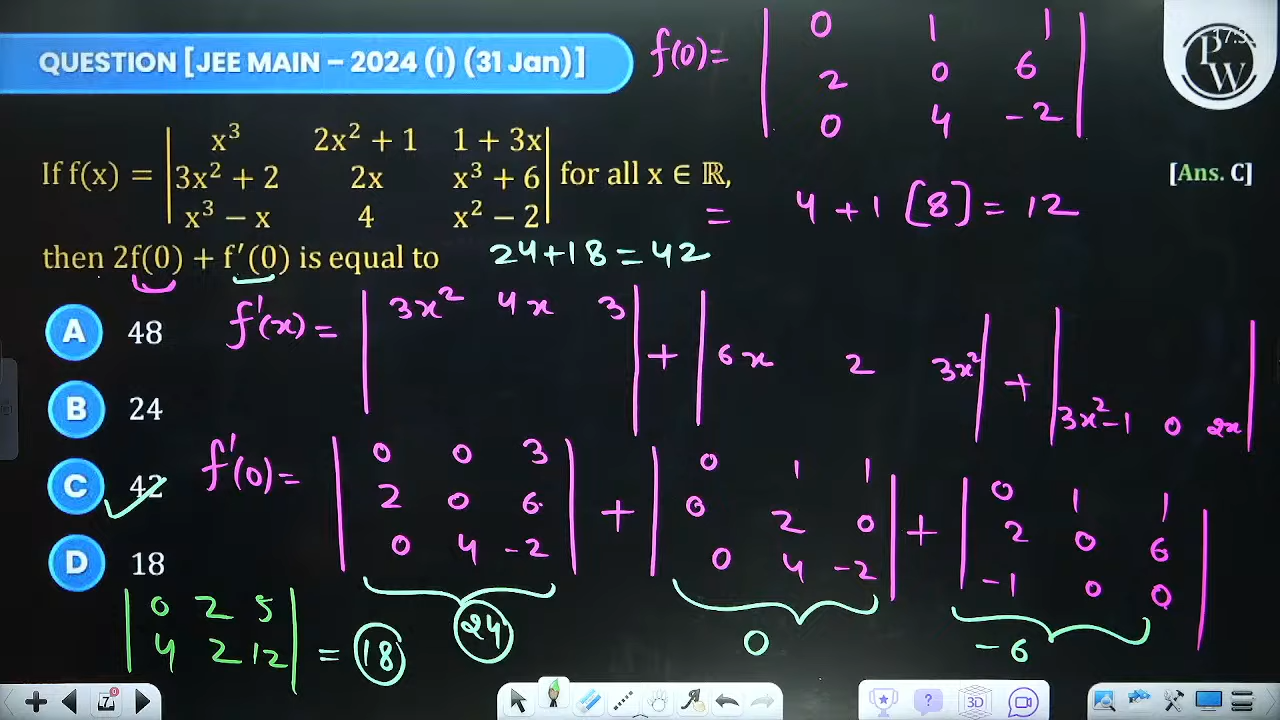 QUESTION [JEE MAIN – 2024 (I) (31 Jan)]
f(0)= | 0 1 1 |
| 2 0 6 |
| 0 4 -2 |
PW
| x³ 2x² + 1 1 + 3x |
If f(x) = | 3x² + 2 2x x³ + 6 | for all x ∈ ℝ,
| x³ − x 4 x² − 2 |
[Ans. C]
= 4 + 1 [8] = 12
then 2f(0) + f′(0) is equal to 24+18=42
A 48
B 24
C 42
D 18
f'(x) = | 3x² 4x 3 | + | 6x 2 3x² | + | 3x²-1 0 2x |
f'(0) = | 0 0 3 | + | 0 1 1 | + | 0 1 1 |
| 2 0 6 | | 0 2 0 | | 2 0 6 |
| 0 4 -2 | | 0 4 -2 | | -1 0 0 |
24 0 -6
| 0 2 5 |
| 4 2 12 | = 18
3D